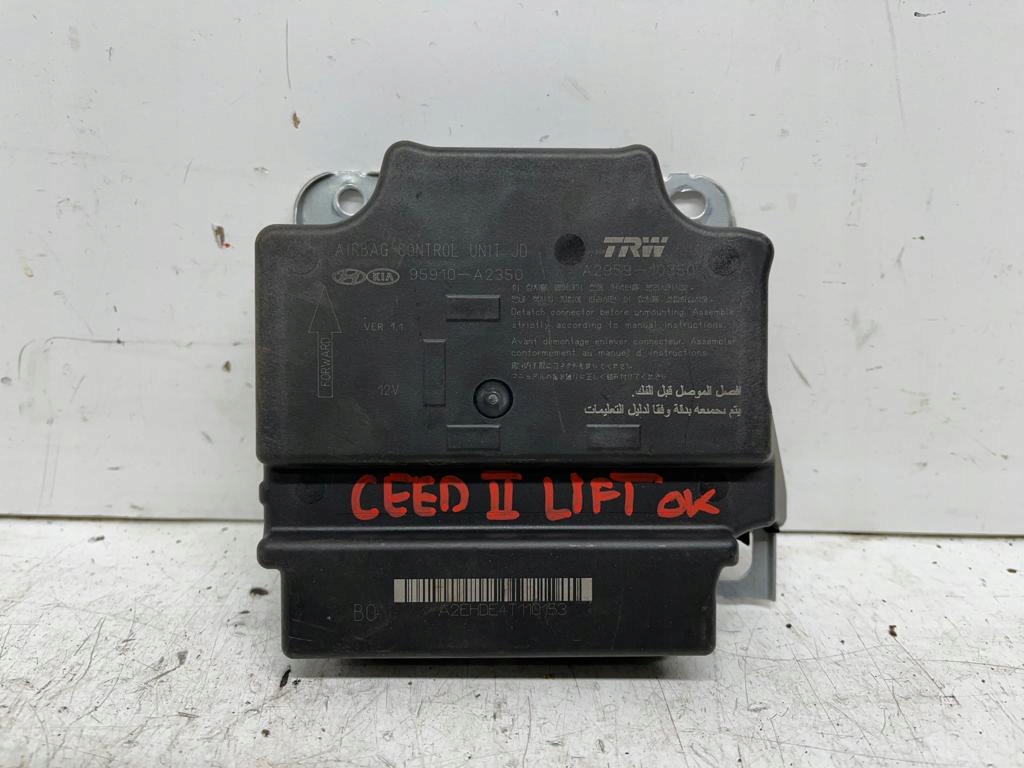 AIRBAG CONTROL UNIT JD
TRW
KIA 95910-A2350
A2959-10350
Detatch connector before unmounting. Assemble
strictly according to manual instructions.
Avant démontage enlever connecteur. Assembler
conformement au manuel d'instructions.
افصل الموصل قبل الفك.
يتم تجميعه بدقة وفقا لدليل التعليمات
VER 1.1
FORWARD
12V
CEED II LIFT OK
BO
A2EHDE4T110153